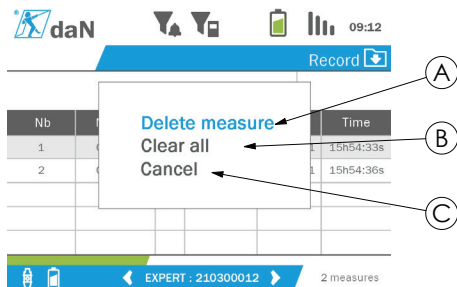 daN
09:12
Record
A
Delete measure
B
Nb
Time
Clear all
1
15h54:33s
Cancel
2
15h54:36s
C
EXPERT : 210300012
2 measures